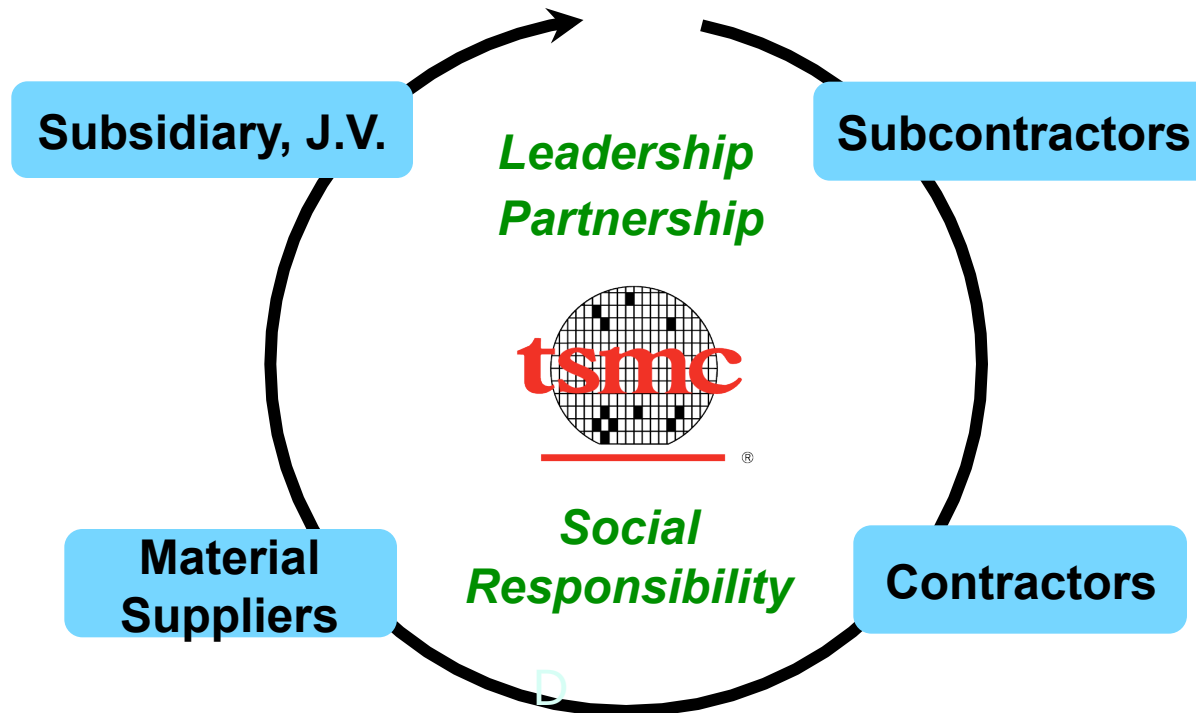 Subsidiary, J.V.
Subcontractors
Leadership
Partnership
tsmc
®
Social
Responsibility
Material
Suppliers
Contractors
D